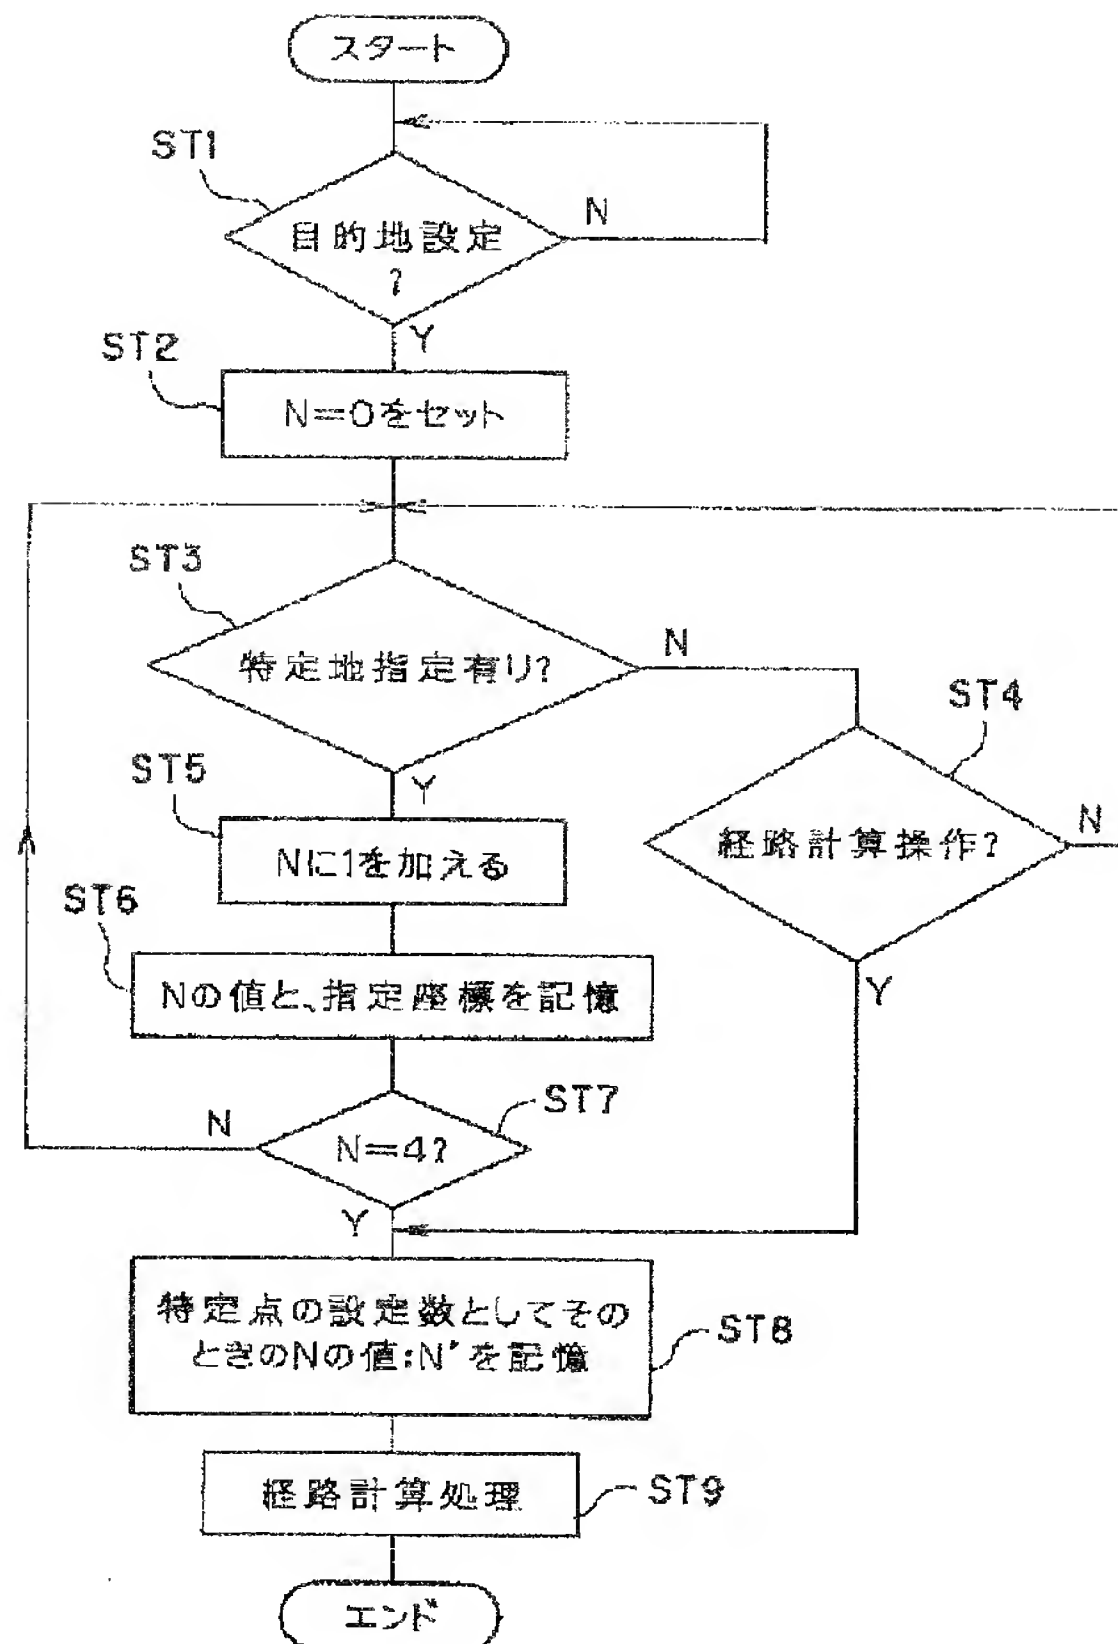 スタート
ST1
目的地設定
?
N
Y
ST2
N=0をセット
ST3
特定地指定有り?
N
ST4
Y
ST5
Nに1を加える
経路計算操作?
N
ST6
Nの値と、指定座標を記憶
Y
N
N=4?
ST7
Y
特定点の設定数としてその
ときのNの値:N'を記憶
ST8
経路計算処理
ST9
エンド